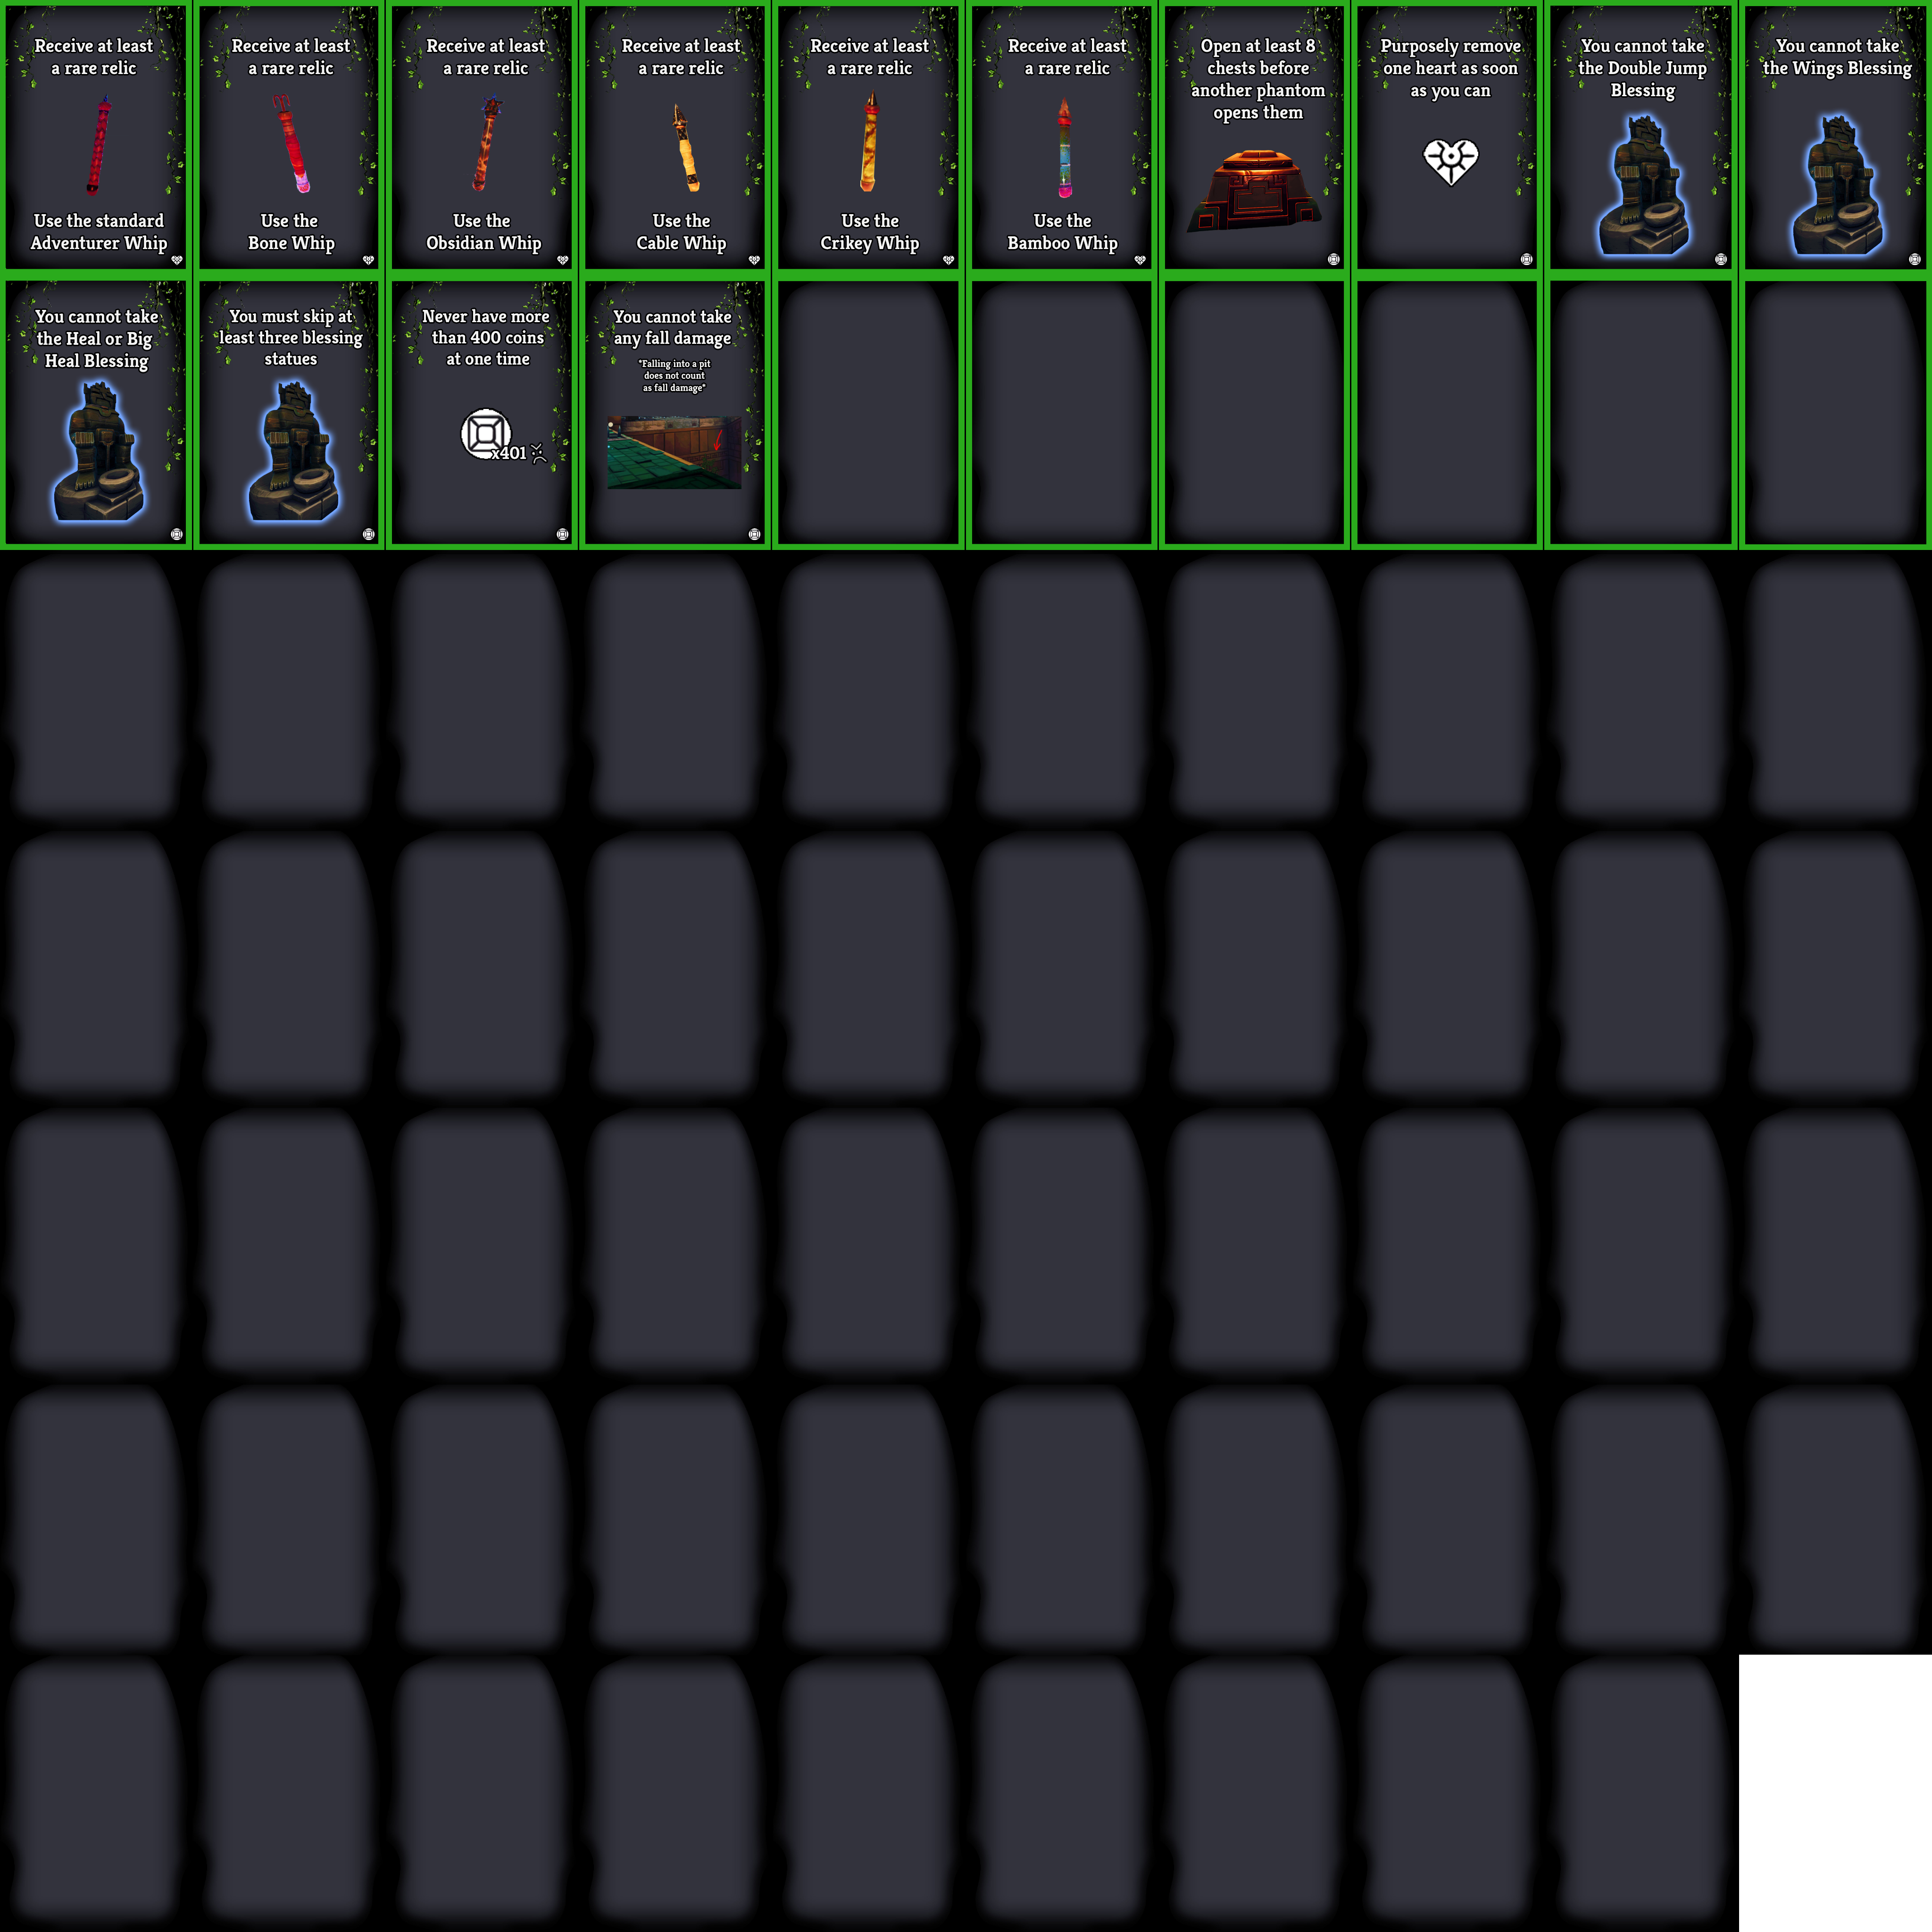 Receive at least
a rare relic
Use the standard
Adventurer Whip
Receive at least
a rare relic
Use the
Bone Whip
Receive at least
a rare relic
Use the
Obsidian Whip
Receive at least
a rare relic
Use the
Cable Whip
Receive at least
a rare relic
Use the
Crikey Whip
Receive at least
a rare relic
Use the
Bamboo Whip
Open at least 8
chests before
another phantom
opens them
Purposely remove
one heart as soon
as you can
You cannot take
the Double Jump
Blessing
You cannot take
the Wings Blessing
You cannot take
the Heal or Big
Heal Blessing
You must skip at
least three blessing
statues
Never have more
than 400 coins
at one time
x401
You cannot take
any fall damage
*Falling into a pit
does not count
as fall damage*